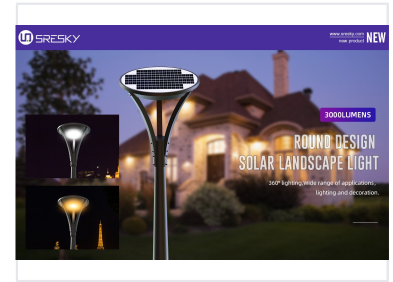 SRESKY
www.sresky.com
new product NEW
3000LUMENS
ROUND DESIGN
SOLAR LANDSCAPE LIGHT
360° lighting,wide range of applications,
lighting and decoration.